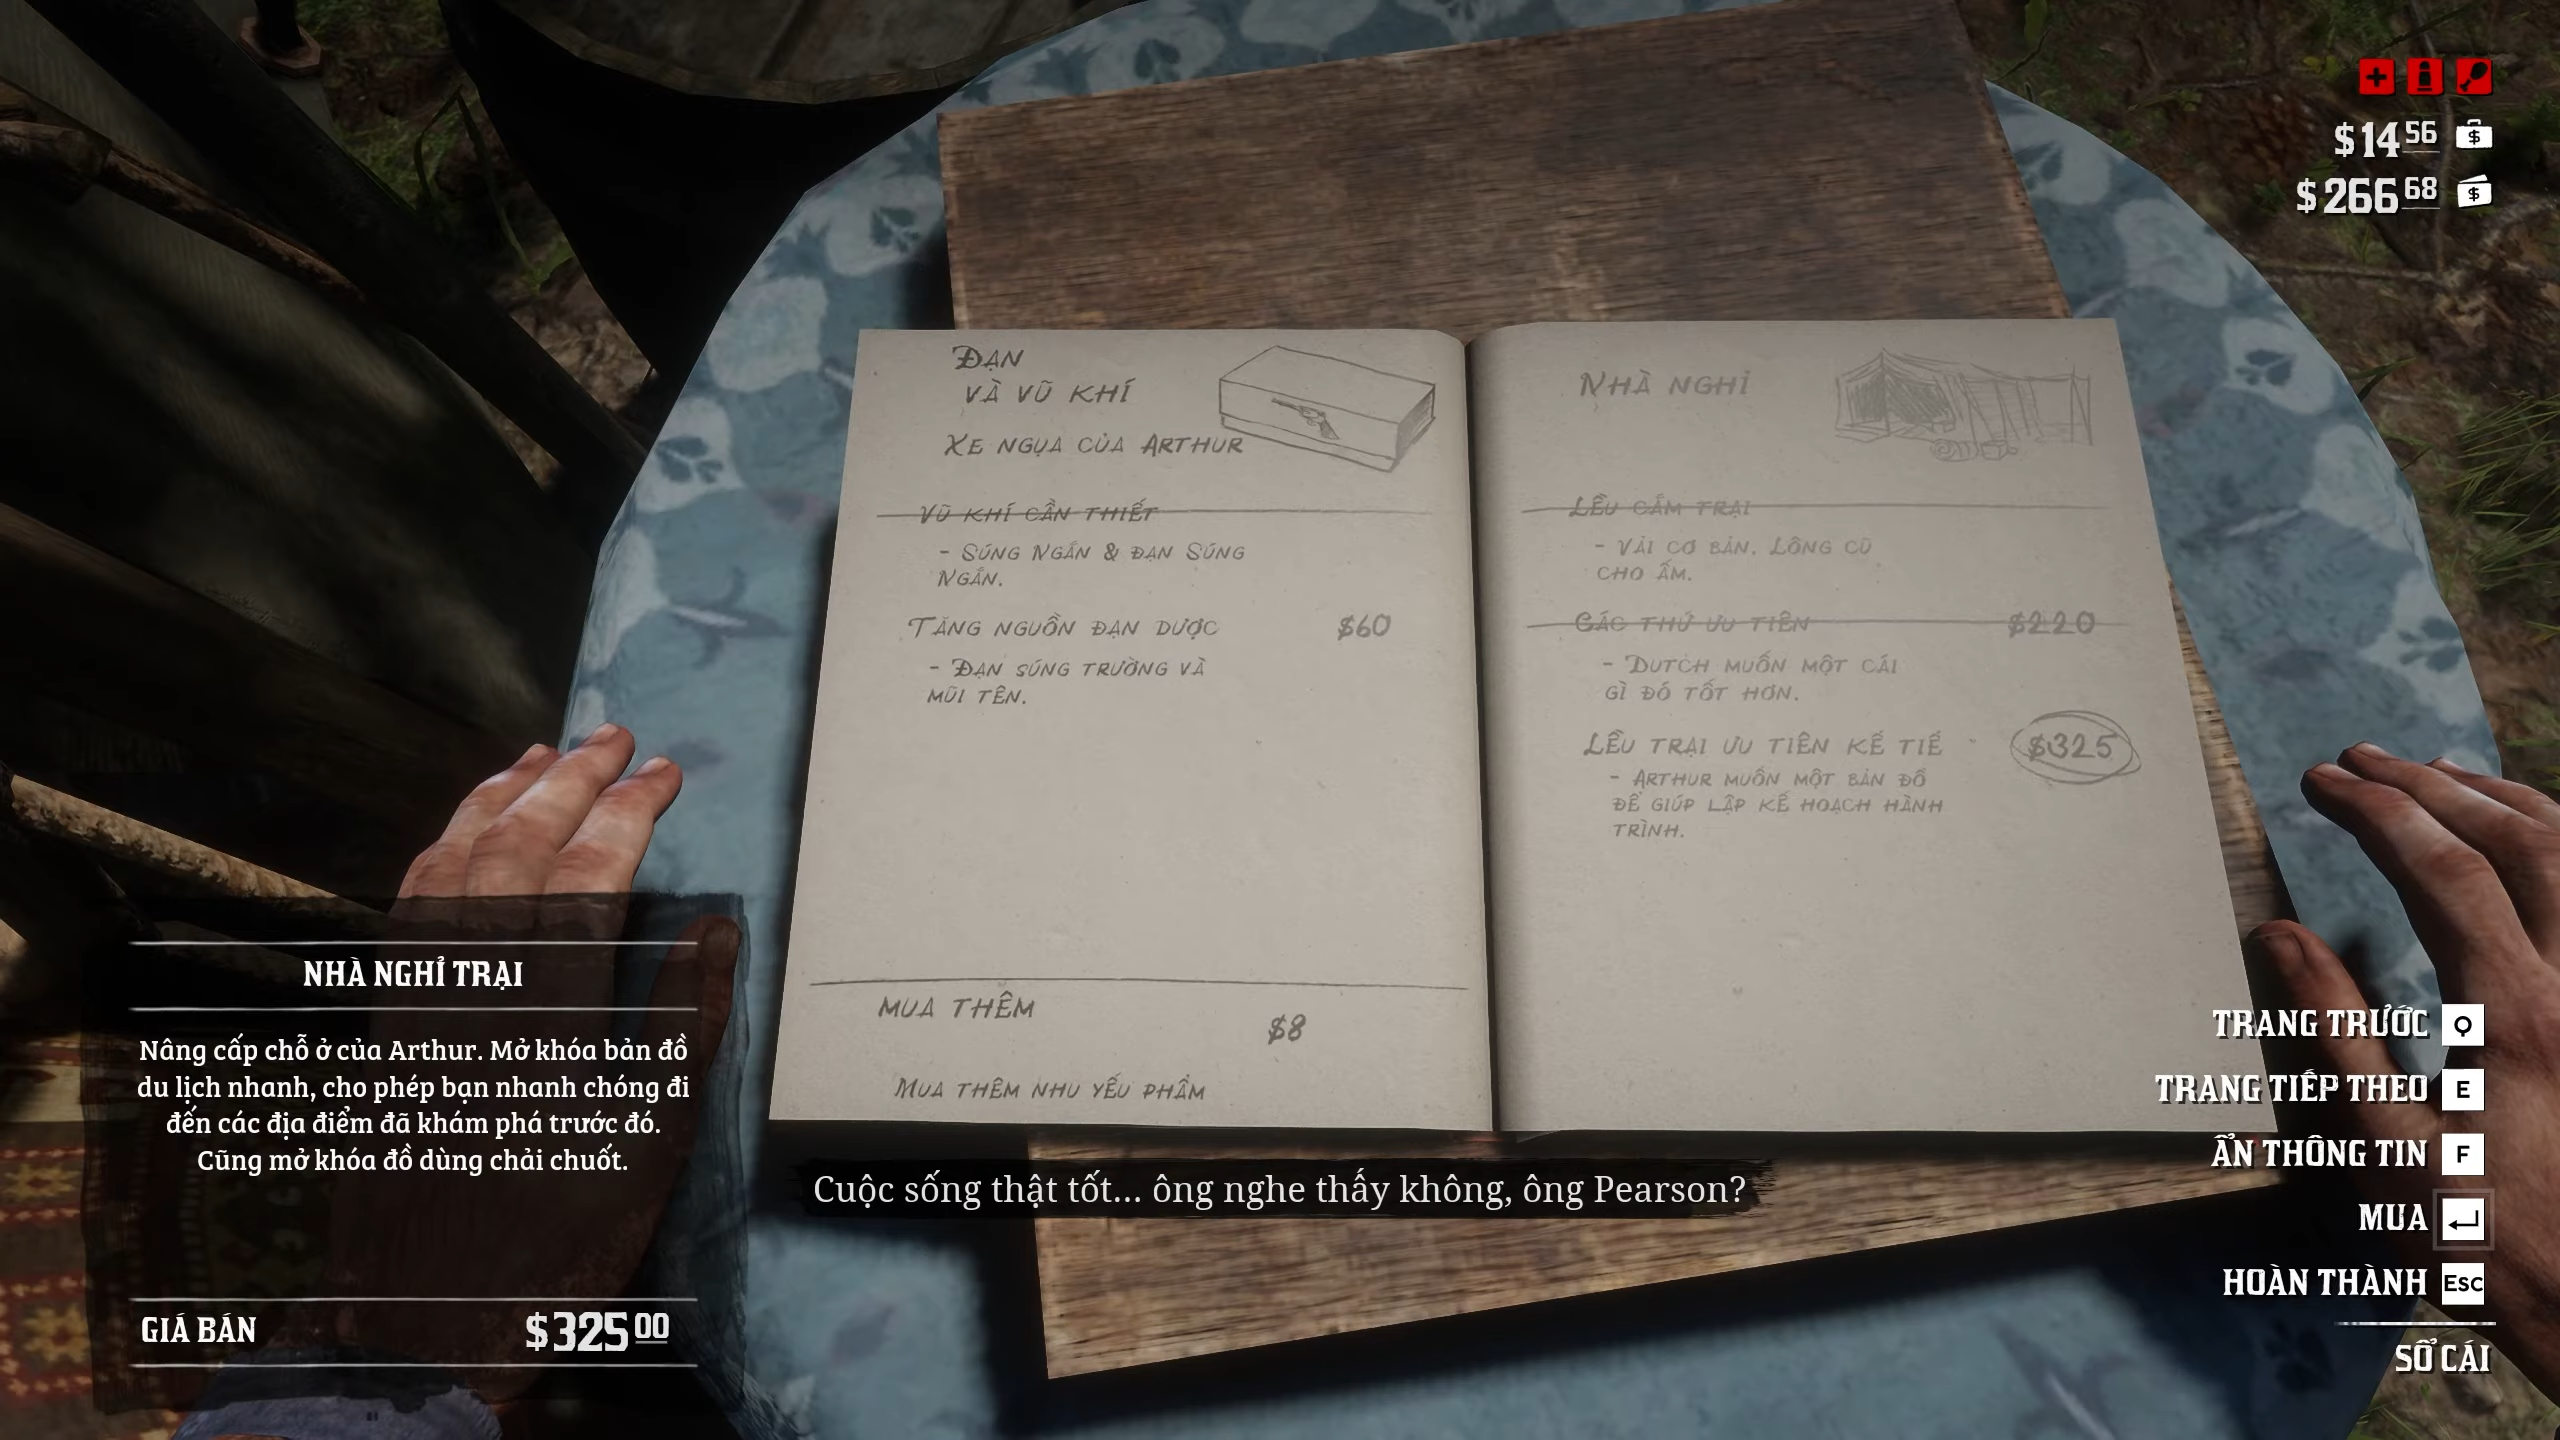 $14 56
$266 68
ĐẠN
VÀ VŨ KHÍ
XE NGỰA CỦA ARTHUR
VŨ KHÍ CẦN THIẾT
- SÚNG NGẮN & ĐẠN SÚNG
NGẮN.
TĂNG NGUỒN ĐẠN DƯỢC $60
- ĐẠN SÚNG TRƯỜNG VÀ
MŨI TÊN.
MUA THÊM
$8
MUA THÊM NHU YẾU PHẨM
NHÀ NGHỈ
LỀU CẮM TRẠI
- VẢI CƠ BẢN. LÔNG CŨ
CHO ẤM.
CÁC THỨ ƯU TIÊN $220
- DUTCH MUỐN MỘT CÁI
GÌ ĐÓ TỐT HƠN.
LỀU TRẠI ƯU TIÊN KẾ TIẾ $325
- ARTHUR MUỐN MỘT BẢN ĐỒ
ĐỂ GIÚP LẬP KẾ HOẠCH HÀNH
TRÌNH.
NHÀ NGHỈ TRẠI
Nâng cấp chỗ ở của Arthur. Mở khóa bản đồ
du lịch nhanh, cho phép bạn nhanh chóng đi
đến các địa điểm đã khám phá trước đó.
Cũng mở khóa đồ dùng chải chuốt.
GIÁ BÁN $325 00
Cuộc sống thật tốt... ông nghe thấy không, ông Pearson?
TRANG TRƯỚC Q
TRANG TIẾP THEO E
ẨN THÔNG TIN F
MUA
HOÀN THÀNH Esc
SỔ CÁI